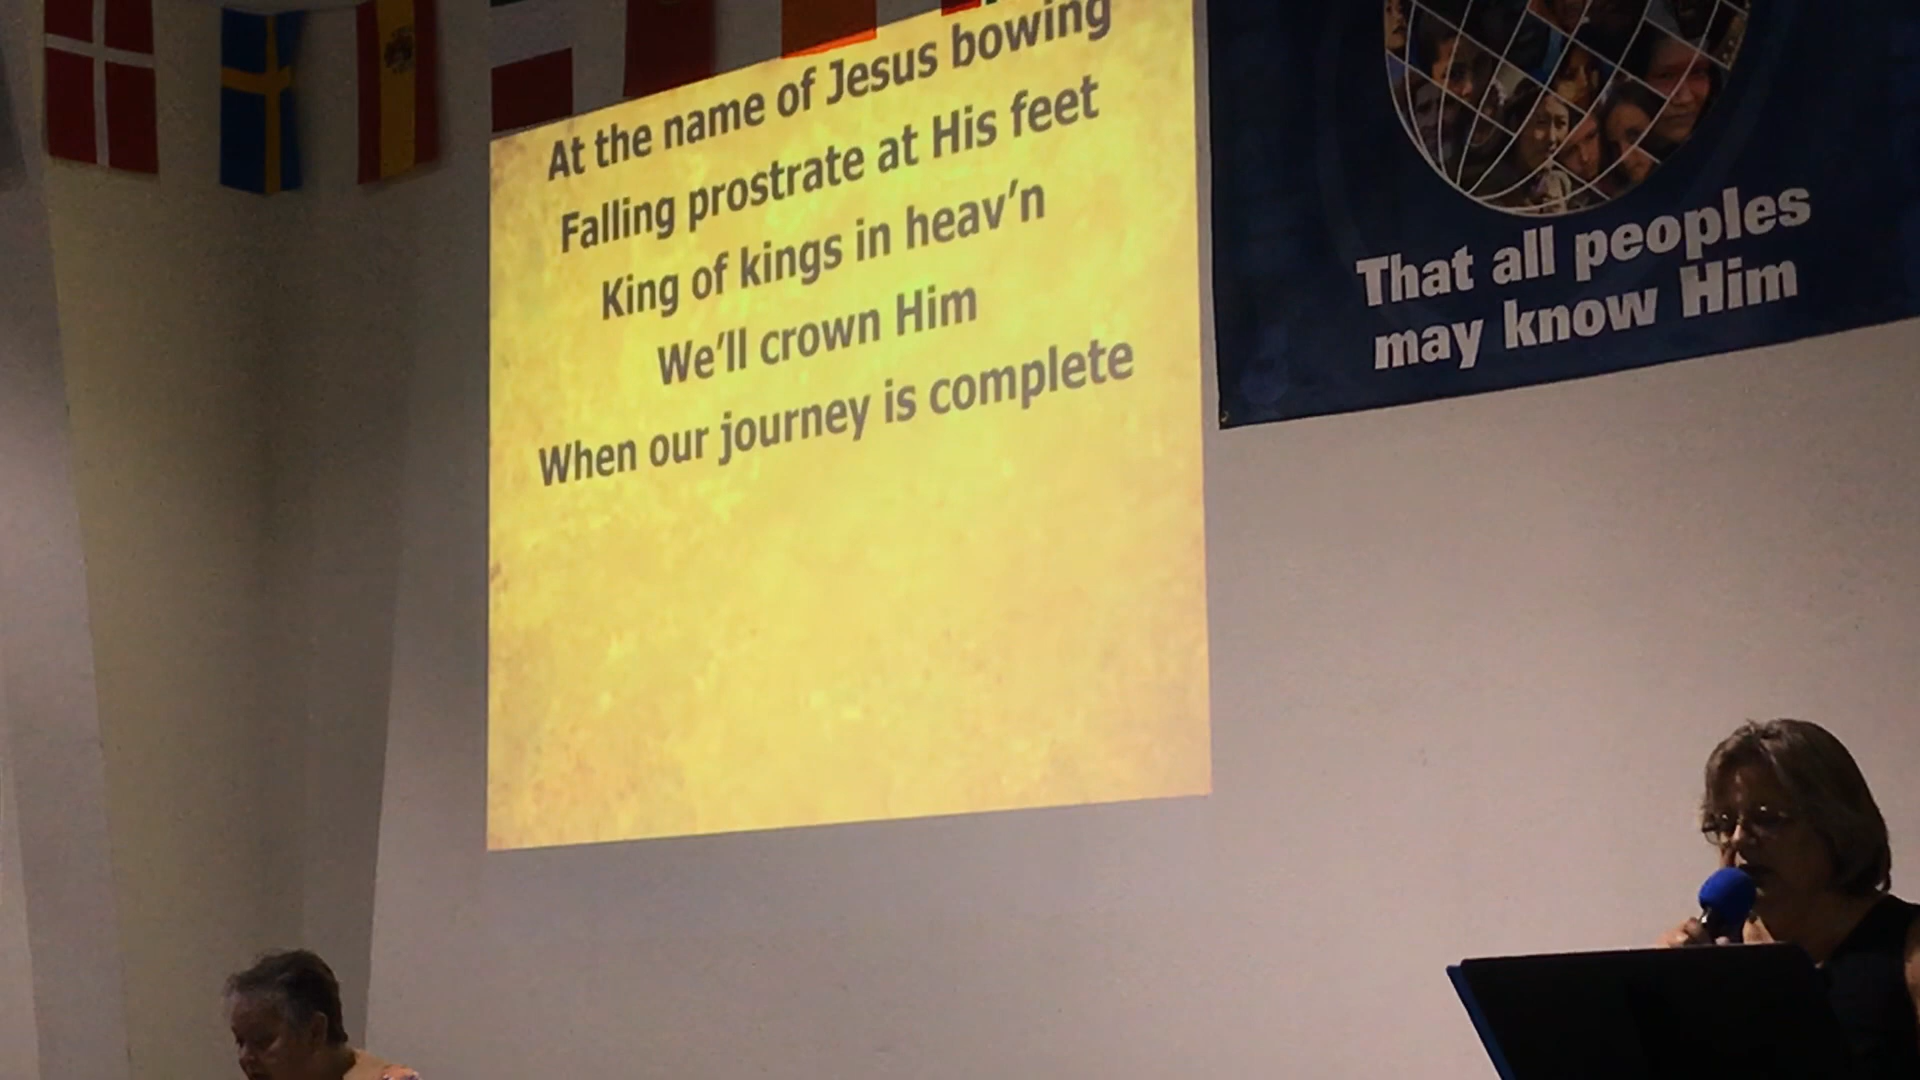 At the name of Jesus bowing
Falling prostrate at His feet
King of kings in heav’n
We’ll crown Him
When our journey is complete
That all peoples
may know Him